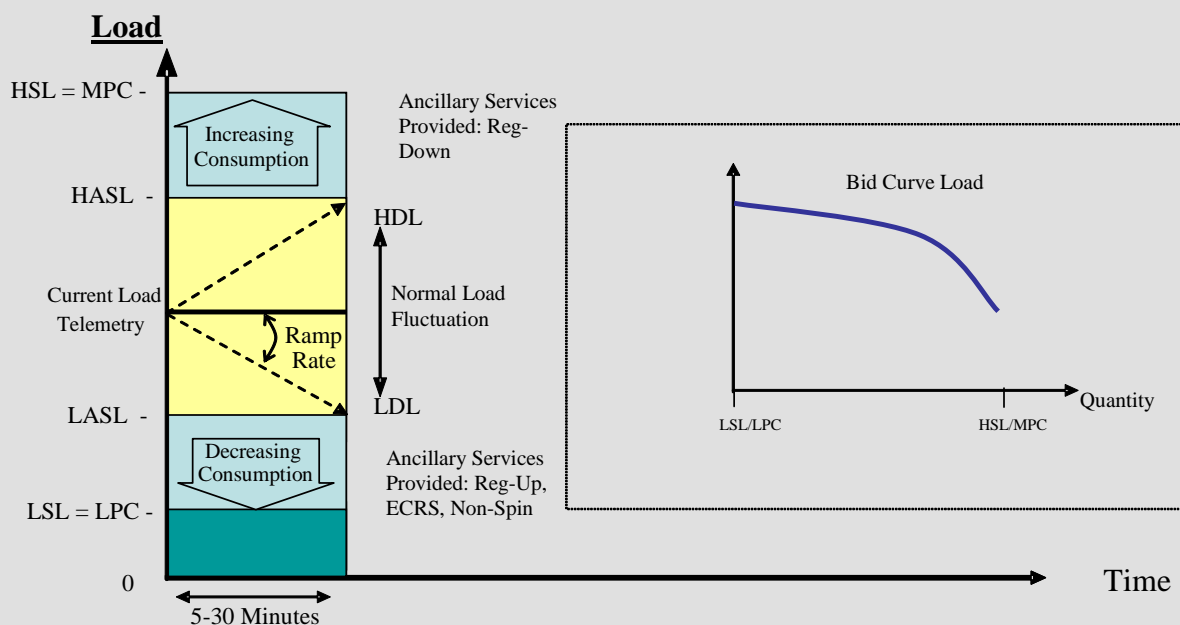 Load
HSL = MPC -
Increasing
Consumption
Ancillary Services
Provided: Reg-
Down
HASL -
HDL
Current Load
Telemetry
Normal Load
Fluctuation
Ramp
Rate
LASL -
LDL
Decreasing
Consumption
Ancillary Services
Provided: Reg-Up,
ECRS, Non-Spin
LSL = LPC -
0
5-30 Minutes
Time
Bid Curve Load
Quantity
LSL/LPC
HSL/MPC